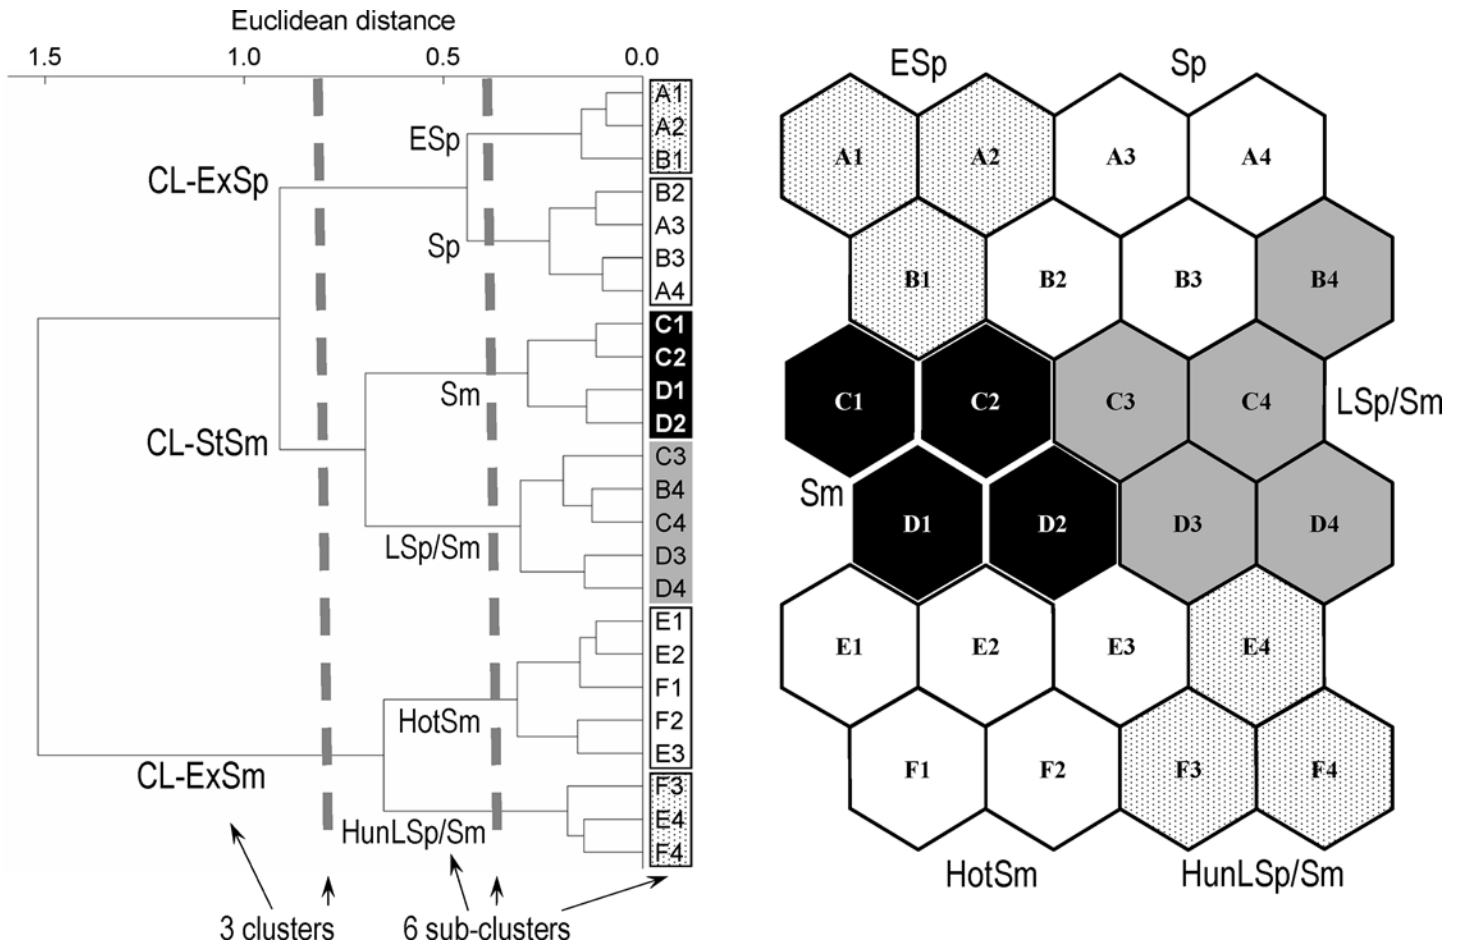 Euclidean distance
1.5 1.0 0.5 0.0
A1
A2
B1
B2
A3
B3
A4
C1
C2
D1
D2
C3
B4
C4
D3
D4
E1
E2
F1
F2
E3
F3
E4
F4
ESp
CL-ExSp
Sp
Sm
CL-StSm
LSp/Sm
HotSm
CL-ExSm
HunLSp/Sm
3 clusters
6 sub-clusters
ESp Sp
A1 A2 A3 A4
B1 B2 B3 B4
C1 C2 C3 C4 LSp/Sm
Sm
D1 D2 D3 D4
E1 E2 E3 E4
F1 F2 F3 F4
HotSm HunLSp/Sm